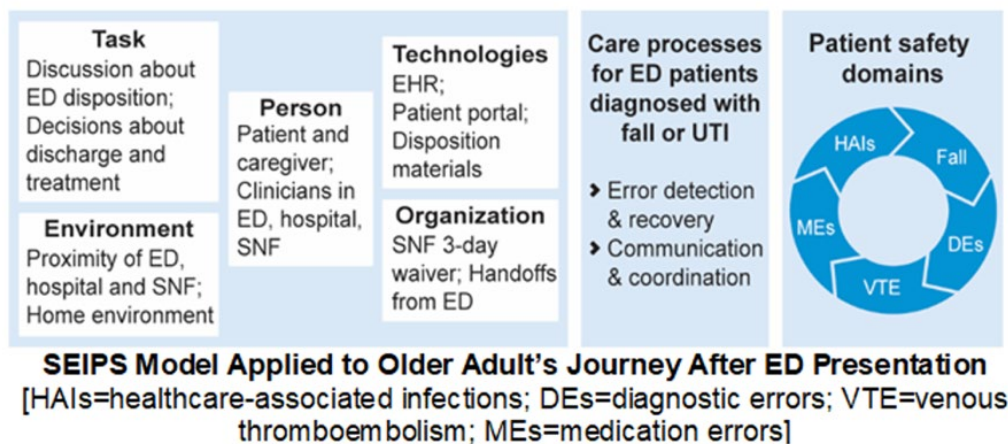 Task
Discussion about
ED disposition;
Decisions about
discharge and
treatment
Environment
Proximity of ED,
hospital and SNF;
Home environment
Person
Patient and
caregiver;
Clinicians in
ED, hospital,
SNF
Technologies
EHR;
Patient portal;
Disposition
materials
Organization
SNF 3-day
waiver; Handoffs
from ED
Care processes
for ED patients
diagnosed with
fall or UTI
> Error detection
& recovery
> Communication
& coordination
Patient safety
domains
HAIs
Fall
DEs
VTE
MEs
SEIPS Model Applied to Older Adult's Journey After ED Presentation
[HAIs=healthcare-associated infections; DEs=diagnostic errors; VTE=venous
thromboembolism; MEs=medication errors]